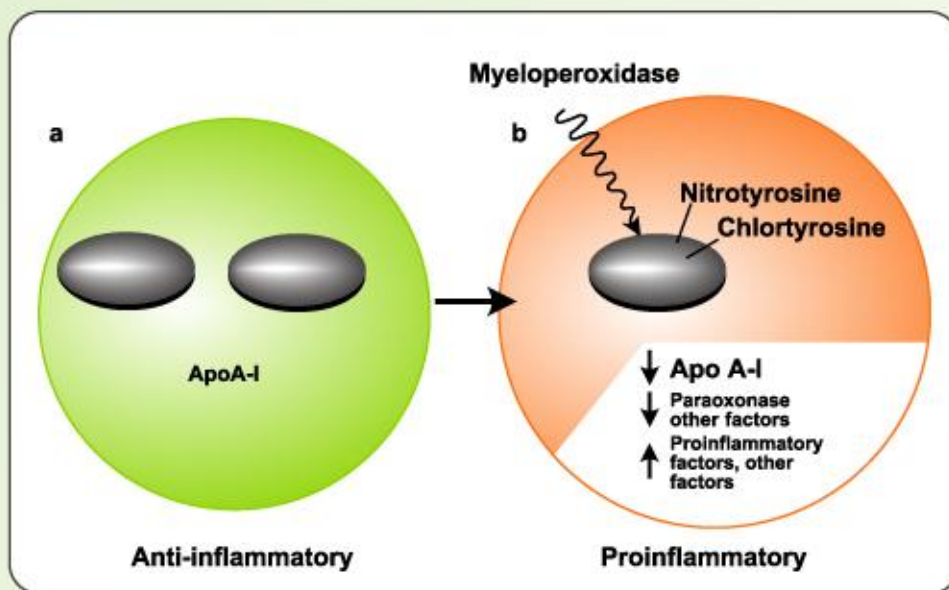 a
ApoA-I
Anti-inflammatory
Myeloperoxidase
b
Nitrotyrosine
Chlortyrosine
Apo A-I
Paraoxonase
other factors
Proinflammatory
factors, other
factors
Proinflammatory